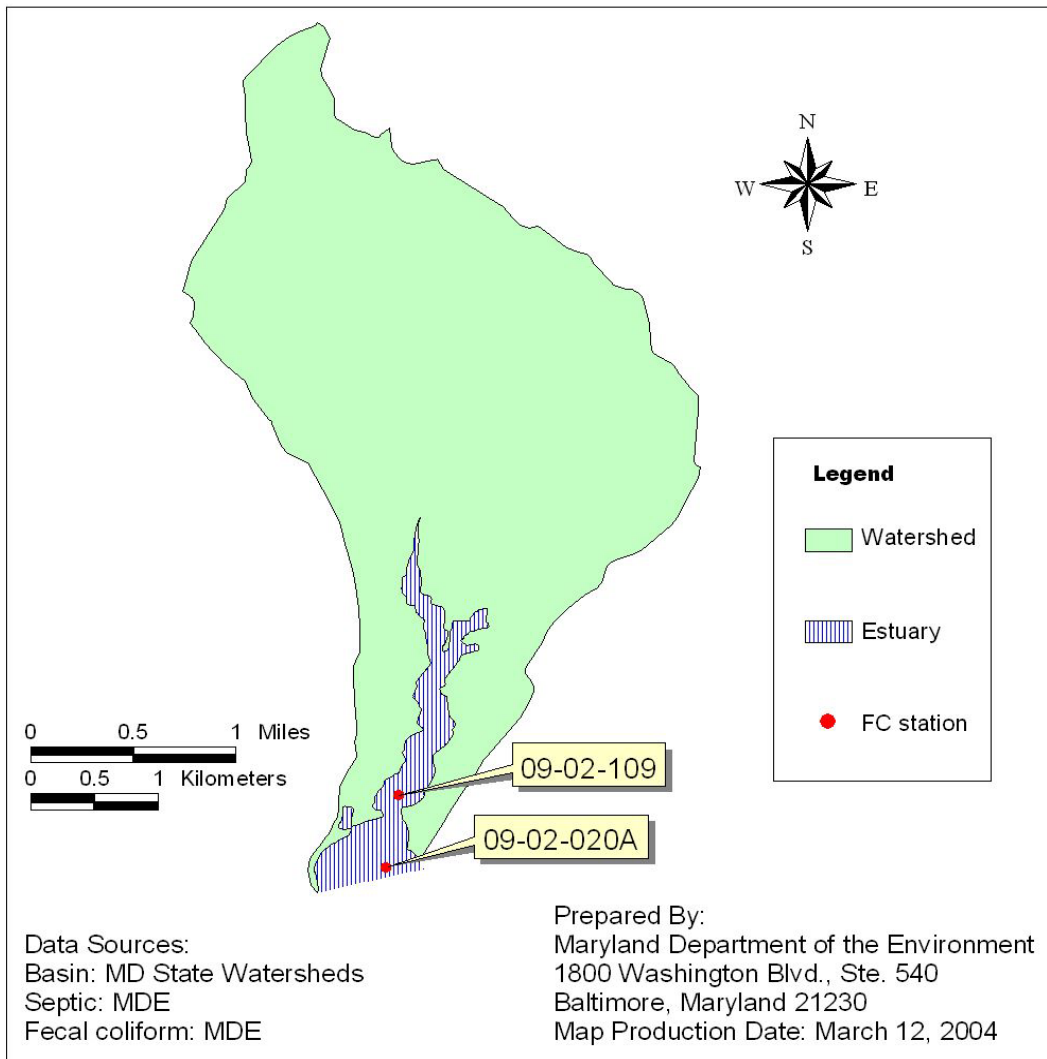 N
W E
S
Legend
Watershed
Estuary
FC station
0 0.5 1 Miles
0 0.5 1 Kilometers
09-02-109
09-02-020A
Data Sources:
Basin: MD State Watersheds
Septic: MDE
Fecal coliform: MDE
Prepared By:
Maryland Department of the Environment
1800 Washington Blvd., Ste. 540
Baltimore, Maryland 21230
Map Production Date: March 12, 2004